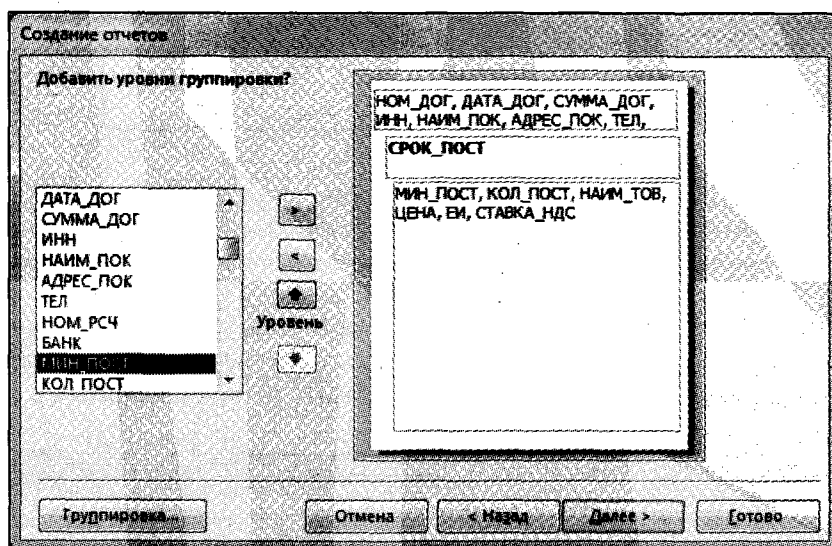 Создание отчетов
Добавить уровни группировки?
ДАТА_ДОГ
СУММА_ДОГ
ИНН
НАИМ_ПОК
АДРЕС_ПОК
ТЕЛ
НОМ_РСЧ
БАНК
МИН_ПОСТ
КОЛ_ПОСТ
>
<
Уровень
НОМ_ДОГ, ДАТА_ДОГ, СУММА_ДОГ,
ИНН, НАИМ_ПОК, АДРЕС_ПОК, ТЕЛ,
СРОК_ПОСТ
МИН_ПОСТ, КОЛ_ПОСТ, НАИМ_ТОВ,
ЦЕНА, ЕИ, СТАВКА_НДС
Группировка...
Отмена
< Назад
Далее >
Готово